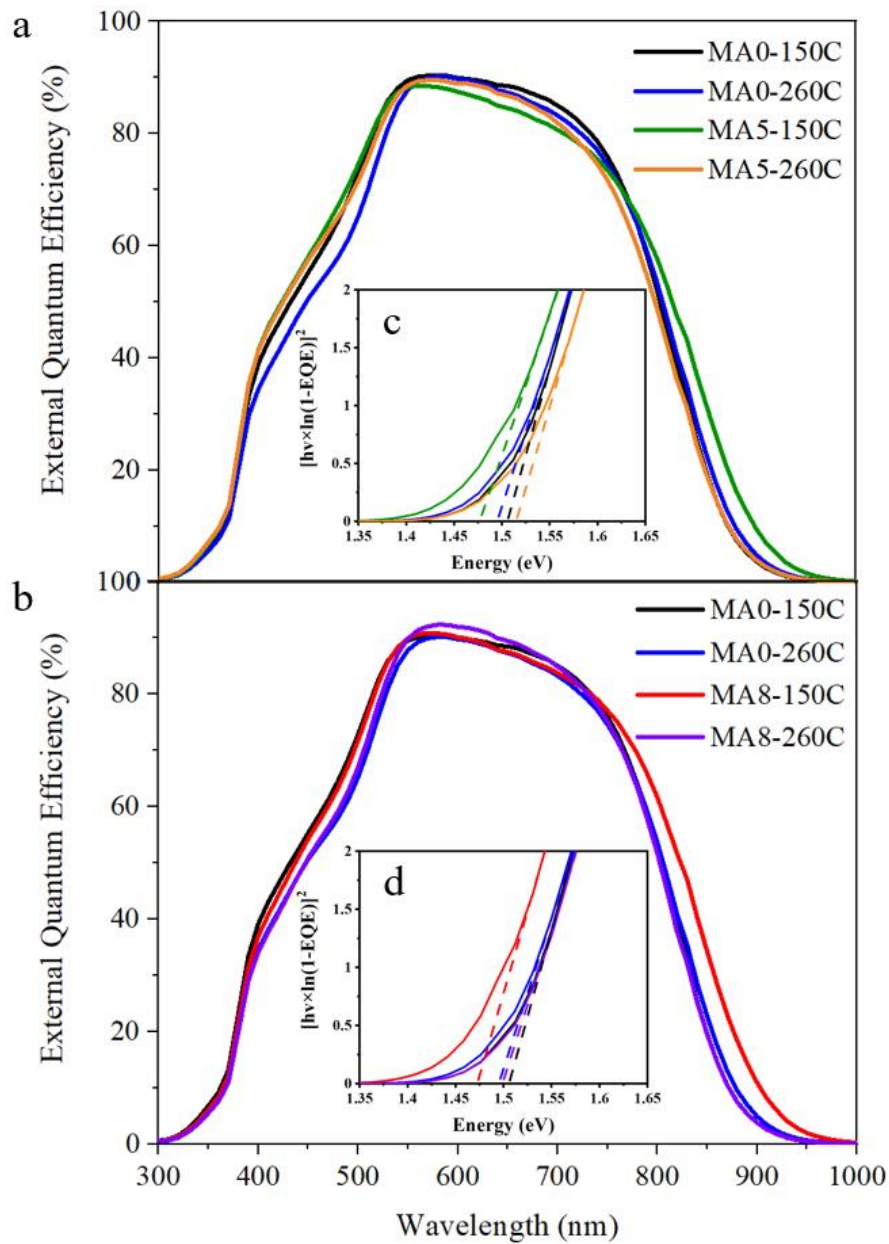 a
100
80
60
40
20
100
External Quantum Efficiency (%)
MA0-150C
MA0-260C
MA5-150C
MA5-260C
c
2
1.5
1
0.5
0
[hν×ln(1-EQE)]²
1.35 1.4 1.45 1.5 1.55 1.6 1.65
Energy (eV)
b
80
60
40
20
0
External Quantum Efficiency (%)
MA0-150C
MA0-260C
MA8-150C
MA8-260C
d
2
1.5
1
0.5
0
[hν×ln(1-EQE)]²
1.35 1.4 1.45 1.5 1.55 1.6 1.65
Energy (eV)
300 400 500 600 700 800 900 1000
Wavelength (nm)